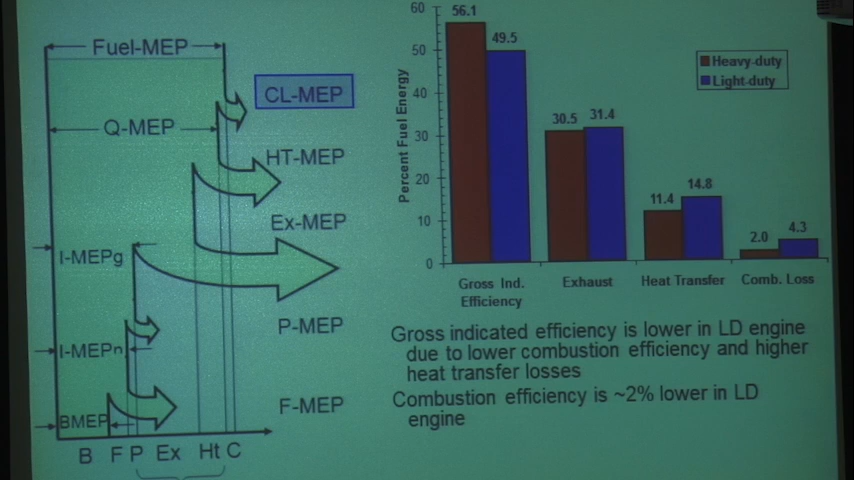 Fuel-MEP
CL-MEP
Q-MEP
HT-MEP
Ex-MEP
I-MEPg
P-MEP
I-MEPn
F-MEP
BMEP
B F P Ex Ht C
60
50
40
30
20
10
0
Percent Fuel Energy
Heavy-duty
Light-duty
56.1
49.5
30.5
31.4
11.4
14.8
2.0
4.3
Gross Ind.
Efficiency
Exhaust
Heat Transfer
Comb. Loss
Gross indicated efficiency is lower in LD engine
due to lower combustion efficiency and higher
heat transfer losses
Combustion efficiency is ~2% lower in LD
engine